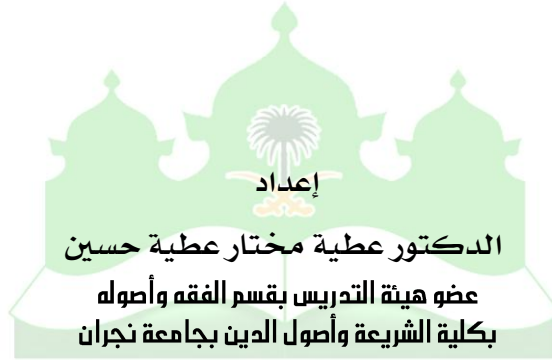 إعداد
الدكتور عطية مختار عطية حسين
عضو هيئة التدريس بقسم الفقه وأصوله
بكلية الشريعة وأصول الدين بجامعة نجران